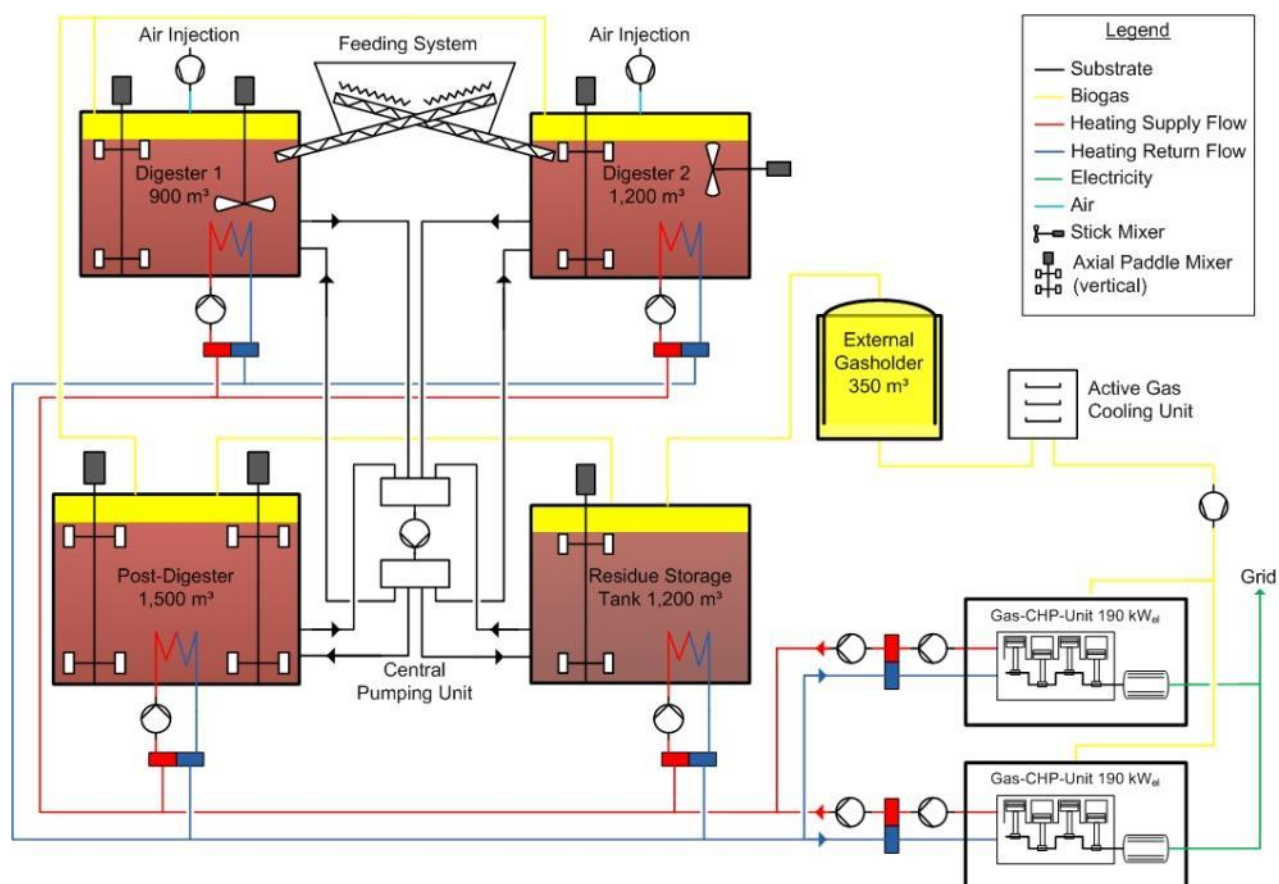 Air Injection
Feeding System
Air Injection
Legend
Substrate
Biogas
Heating Supply Flow
Heating Return Flow
Electricity
Air
Stick Mixer
Axial Paddle Mixer
(vertical)
Digester 1
900 m³
Digester 2
1,200 m³
External
Gasholder
350 m³
Active Gas
Cooling Unit
Post-Digester
1,500 m³
Residue Storage
Tank 1,200 m³
Central
Pumping Unit
Grid
Gas-CHP-Unit 190 kWel
Gas-CHP-Unit 190 kWel